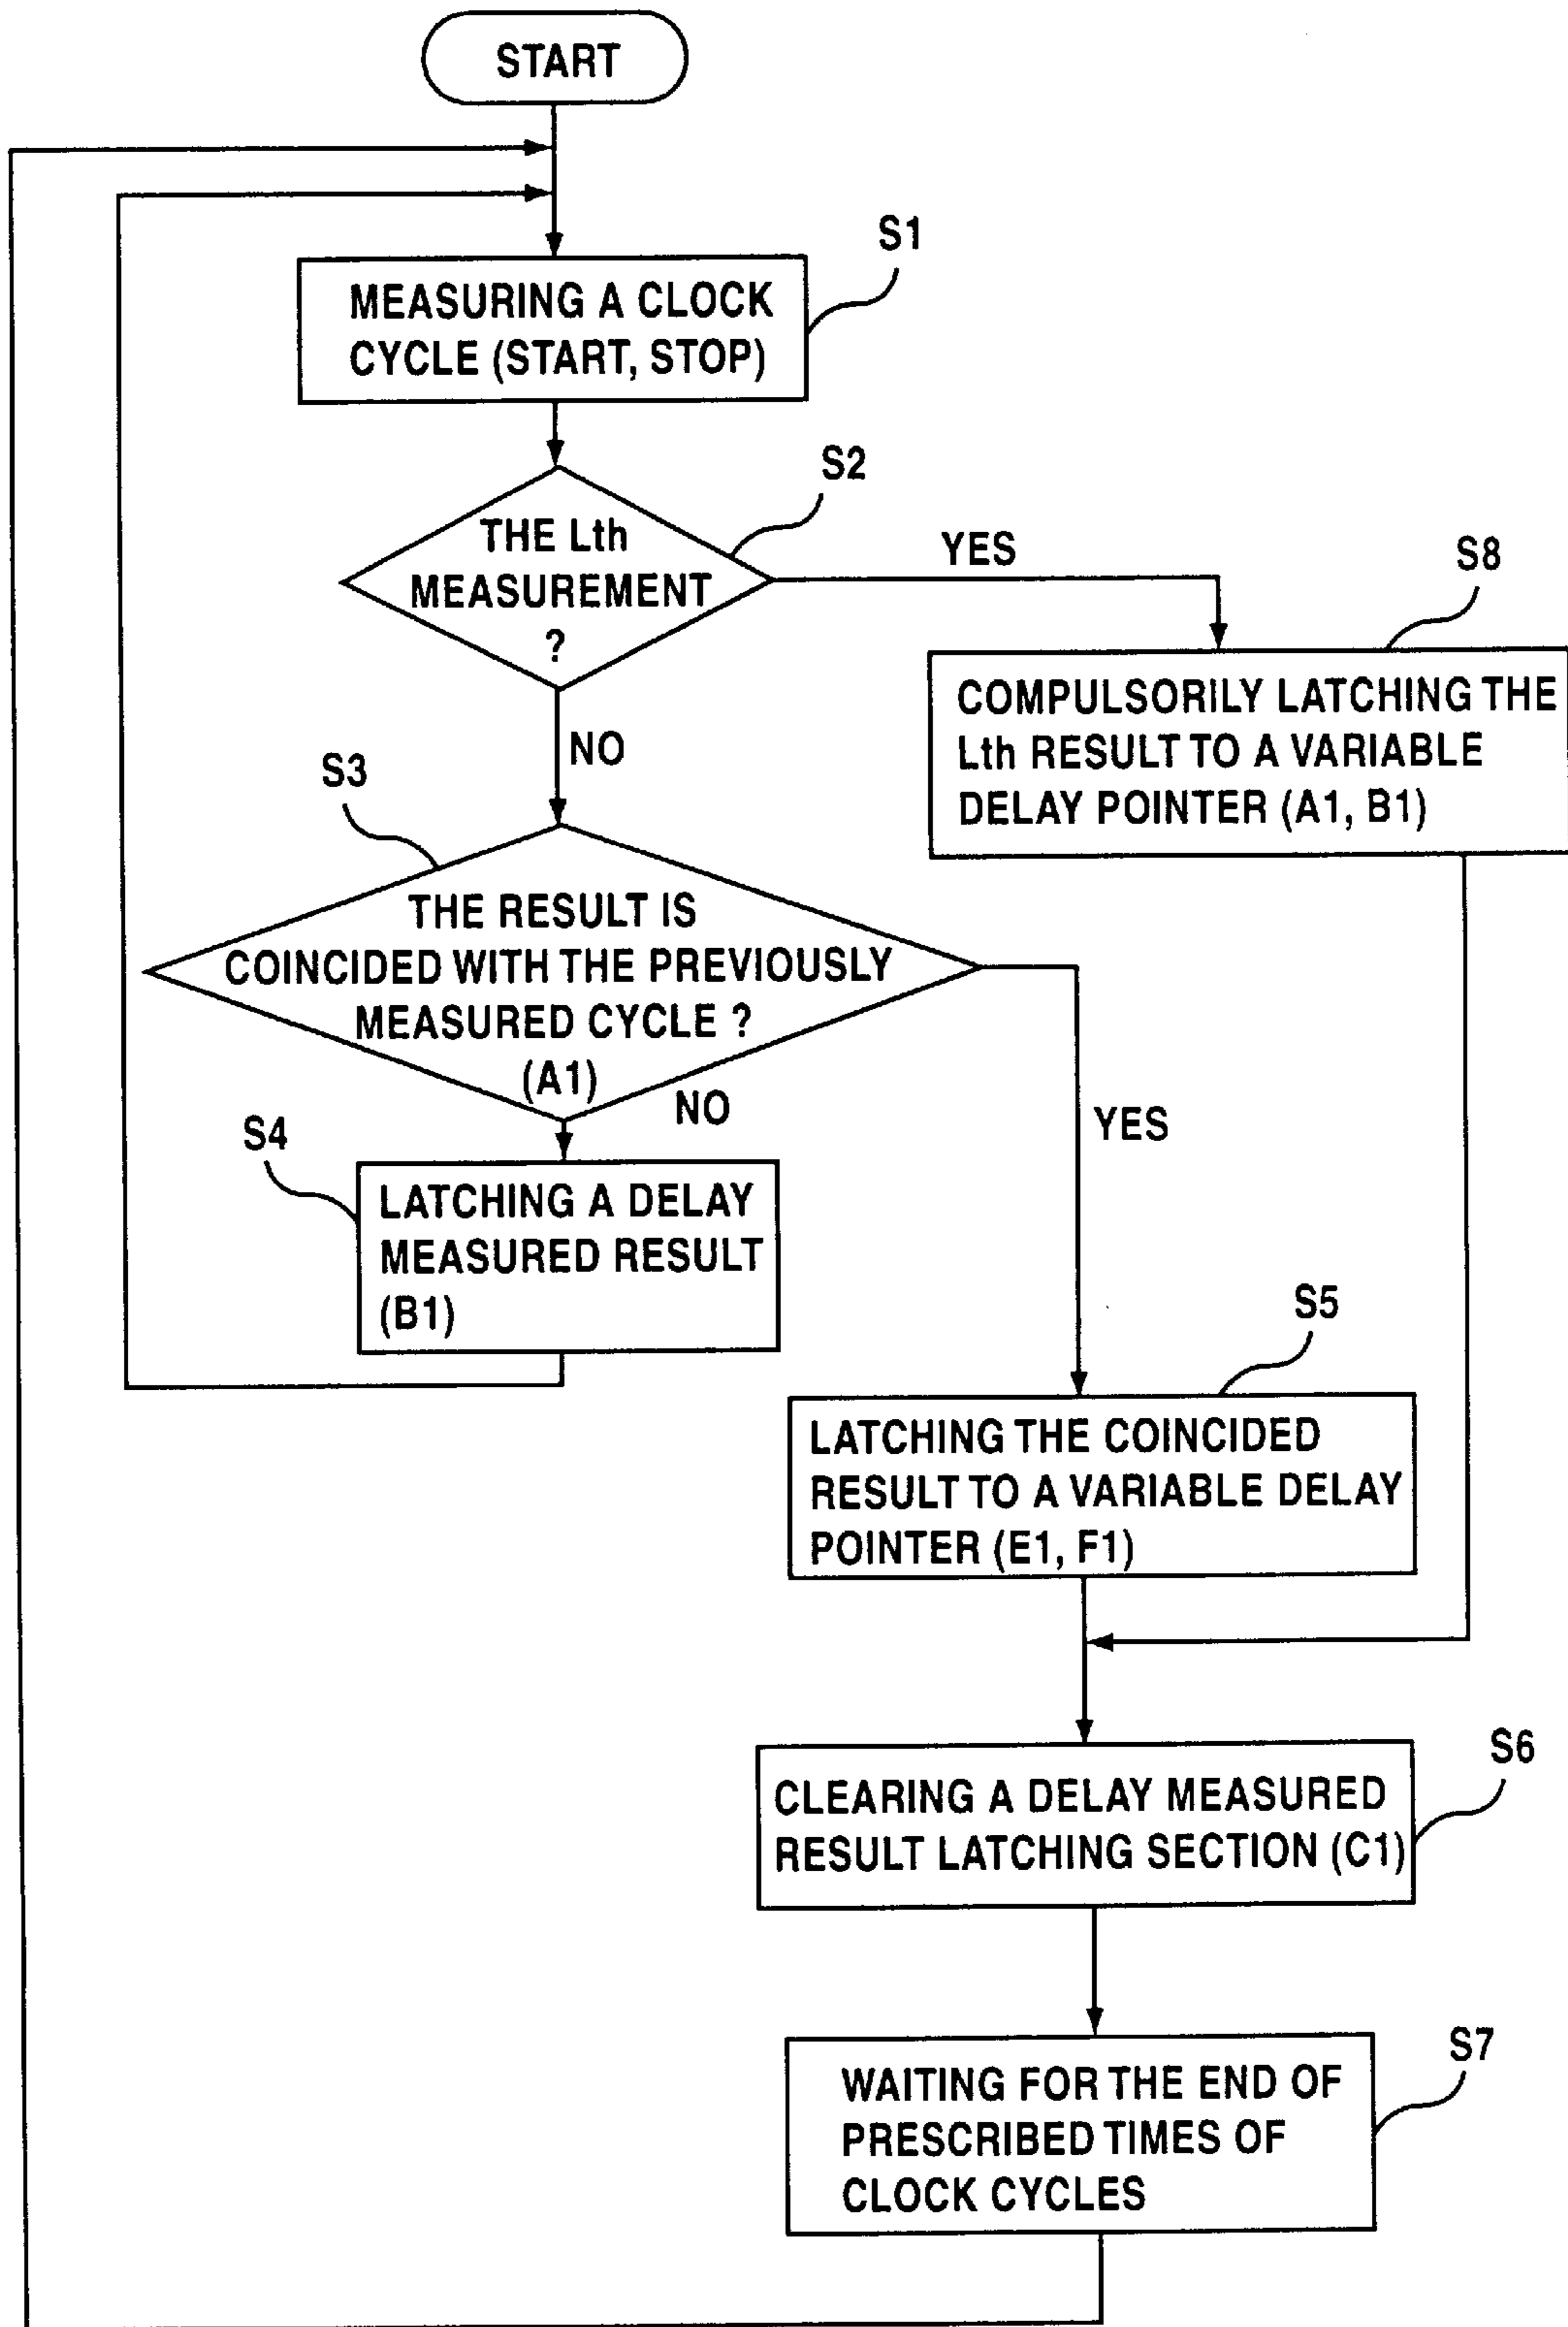 START
S1
MEASURING A CLOCK
CYCLE (START, STOP)
S2
THE Lth
MEASUREMENT
?
YES
NO
S8
COMPULSORILY LATCHING THE
Lth RESULT TO A VARIABLE
DELAY POINTER (A1, B1)
S3
THE RESULT IS
COINCIDED WITH THE PREVIOUSLY
MEASURED CYCLE ?
(A1)
NO
YES
S4
LATCHING A DELAY
MEASURED RESULT
(B1)
S5
LATCHING THE COINCIDED
RESULT TO A VARIABLE DELAY
POINTER (E1, F1)
S6
CLEARING A DELAY MEASURED
RESULT LATCHING SECTION (C1)
S7
WAITING FOR THE END OF
PRESCRIBED TIMES OF
CLOCK CYCLES